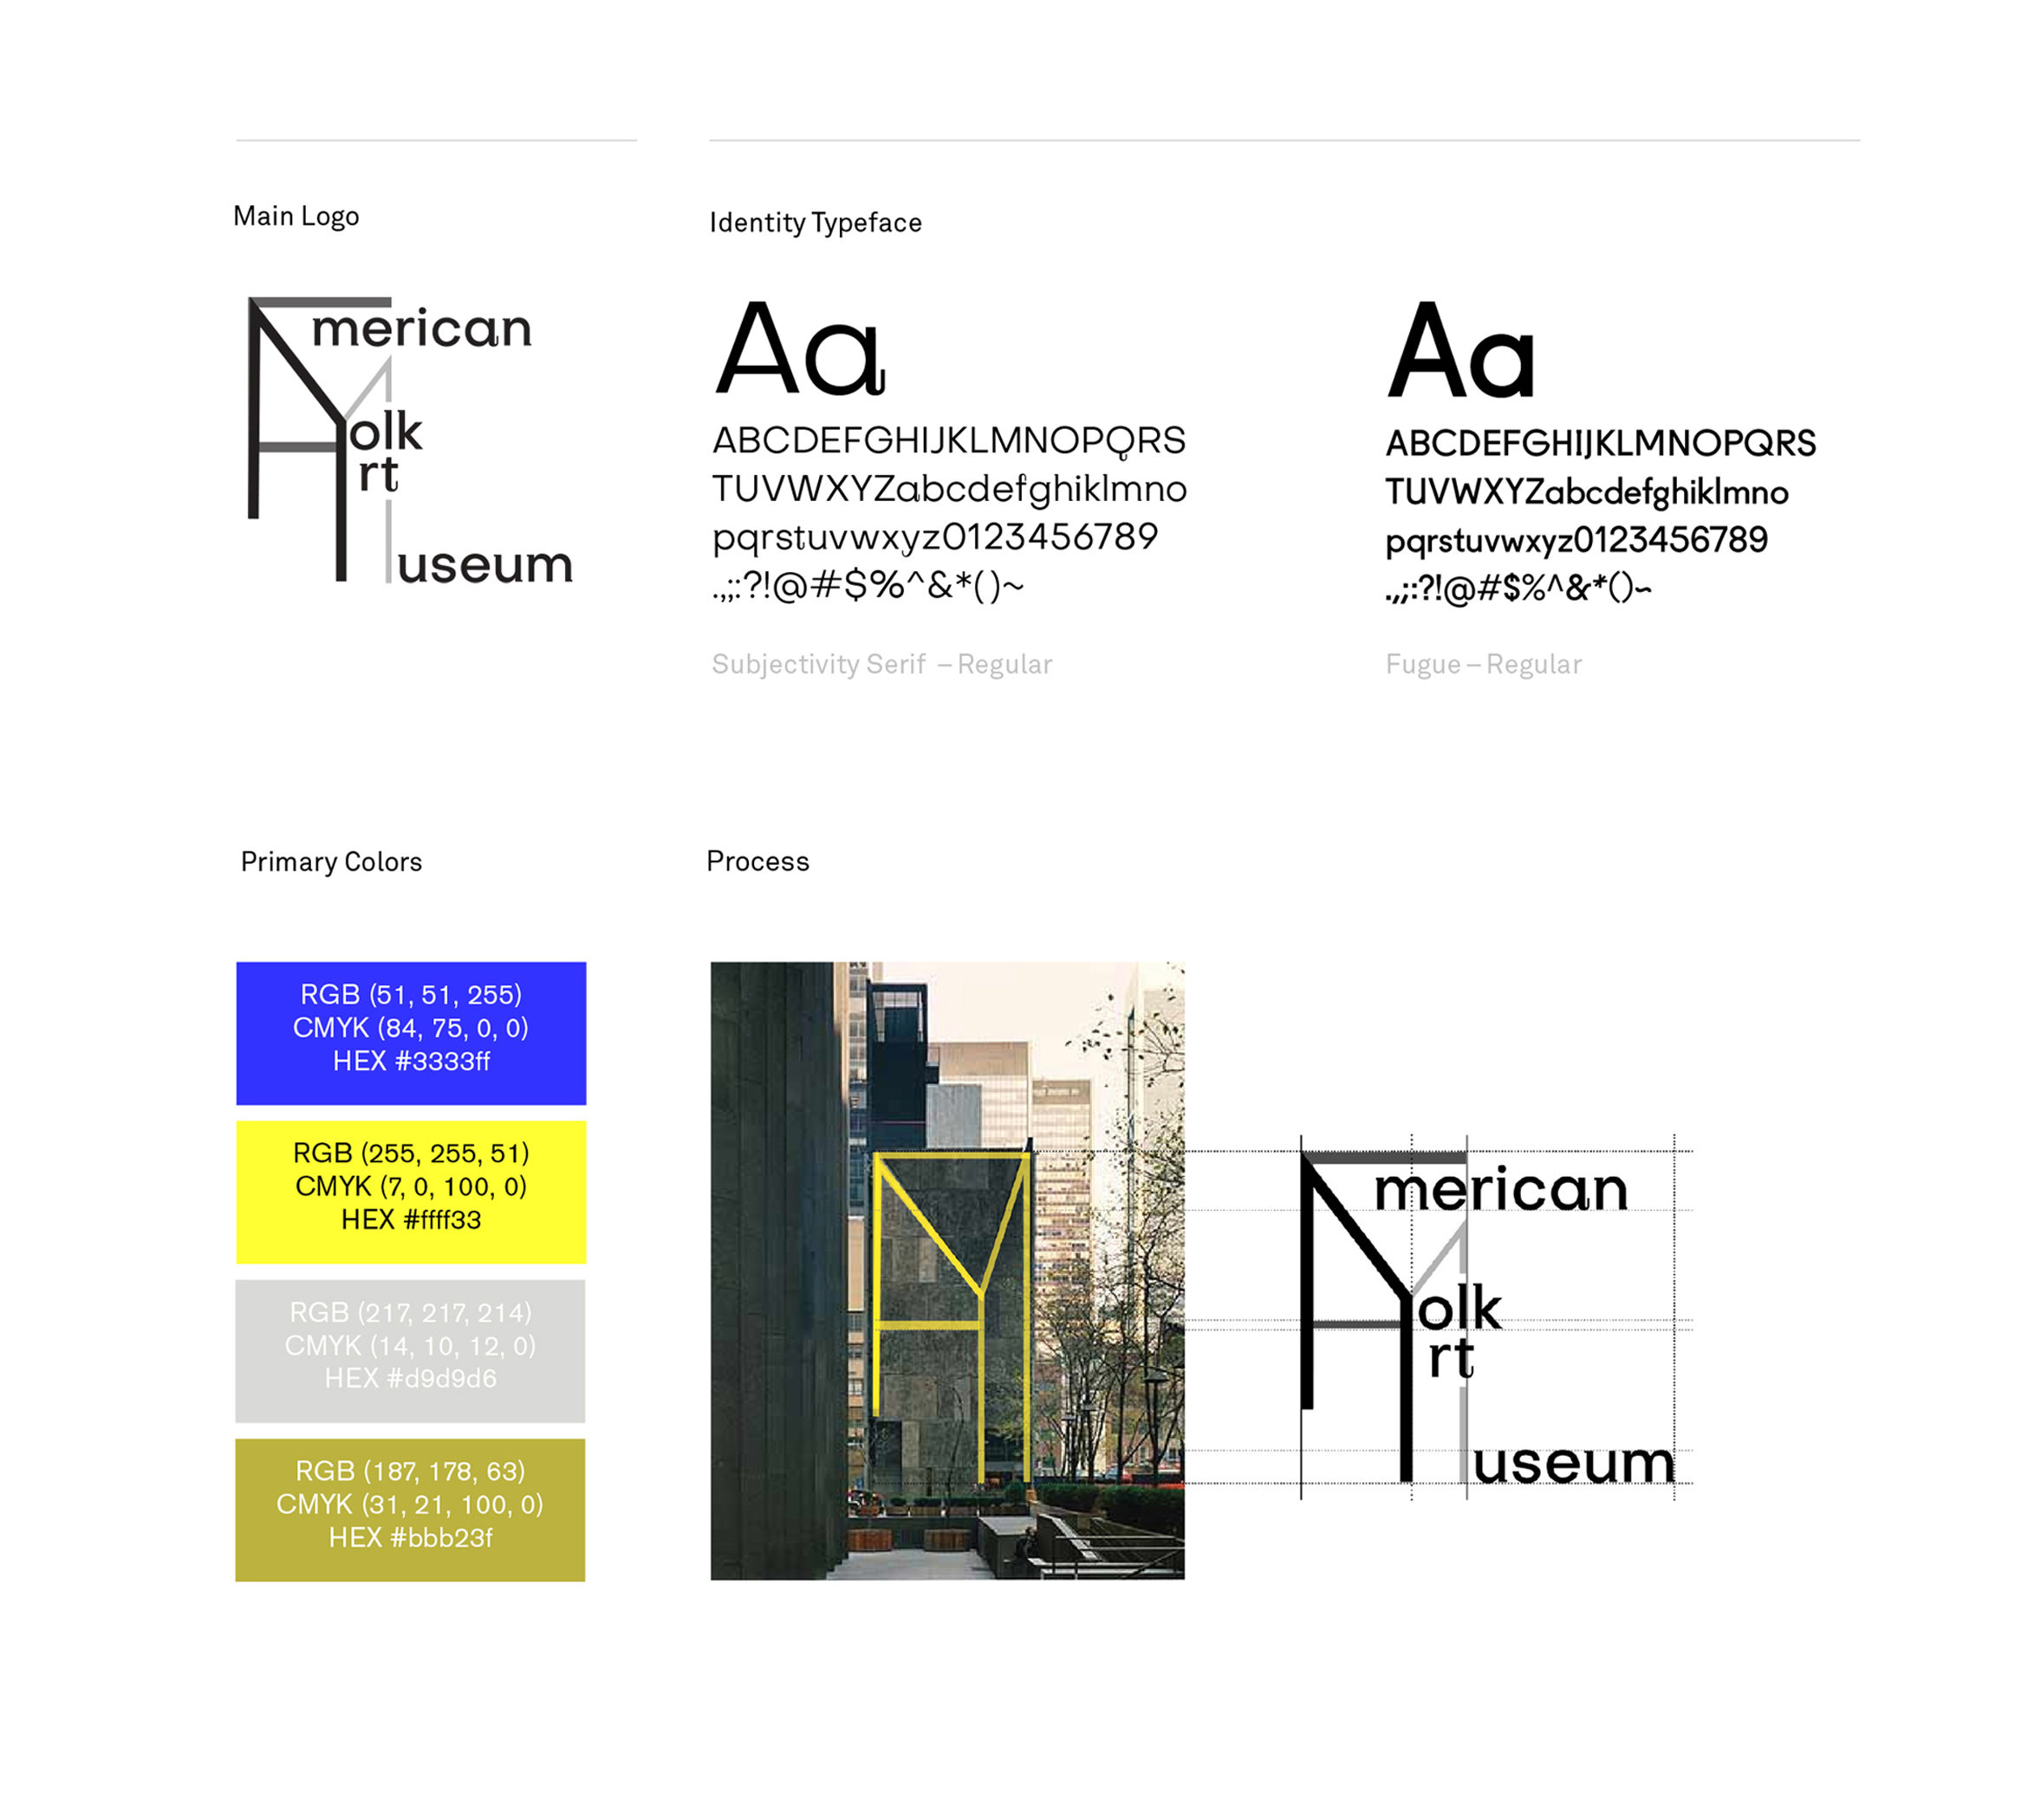 Main Logo
Identity Typeface
merican
olk
rt
useum
Aa
ABCDEFGHIJKLMNOPQRS
TUVWXYZabcdefghiklmno
pqrstuvwxyz0123456789
.,;:?!@#$%^&*()~
Subjectivity Serif – Regular
Aa
ABCDEFGHIJKLMNOPQRS
TUVWXYZabcdefghiklmno
pqrstuvwxyz0123456789
.,;:?!@#$%^&*()~
Fugue – Regular
Primary Colors
Process
RGB (51, 51, 255)
CMYK (84, 75, 0, 0)
HEX #3333ff
RGB (255, 255, 51)
CMYK (7, 0, 100, 0)
HEX #ffff33
RGB (217, 217, 214)
CMYK (14, 10, 12, 0)
HEX #d9d9d6
RGB (187, 178, 63)
CMYK (31, 21, 100, 0)
HEX #bbb23f
merican
olk
rt
useum